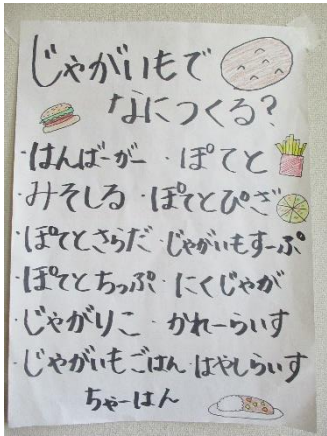 じゃがいもで
なにつくる?
・はんばーがー ・ぽてと
・みそしる ・ぽてとぴざ
・ぽてとさらだ ・じゃがいもすーぷ
・ぽてとちっぷ ・にくじゃが
・じゃがりこ ・かれーらいす
・じゃがいもごはん ・はやしらいす
ちゃーはん